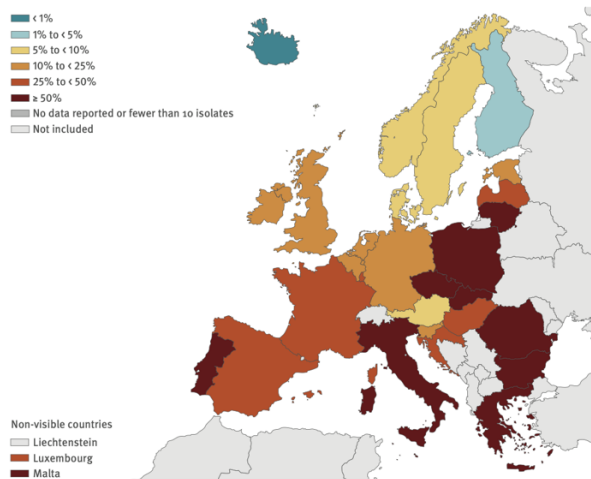 < 1%
1% to < 5%
5% to < 10%
10% to < 25%
25% to < 50%
≥ 50%
No data reported or fewer than 10 isolates
Not included
Non-visible countries
Liechtenstein
Luxembourg
Malta